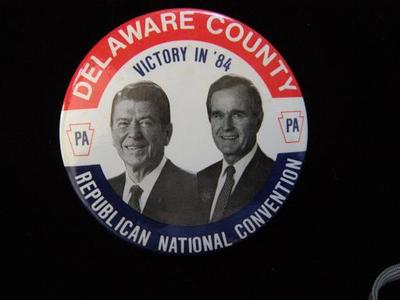 DELAWARE COUNTY
VICTORY IN '84
PA
PA
REPUBLICAN NATIONAL CONVENTION